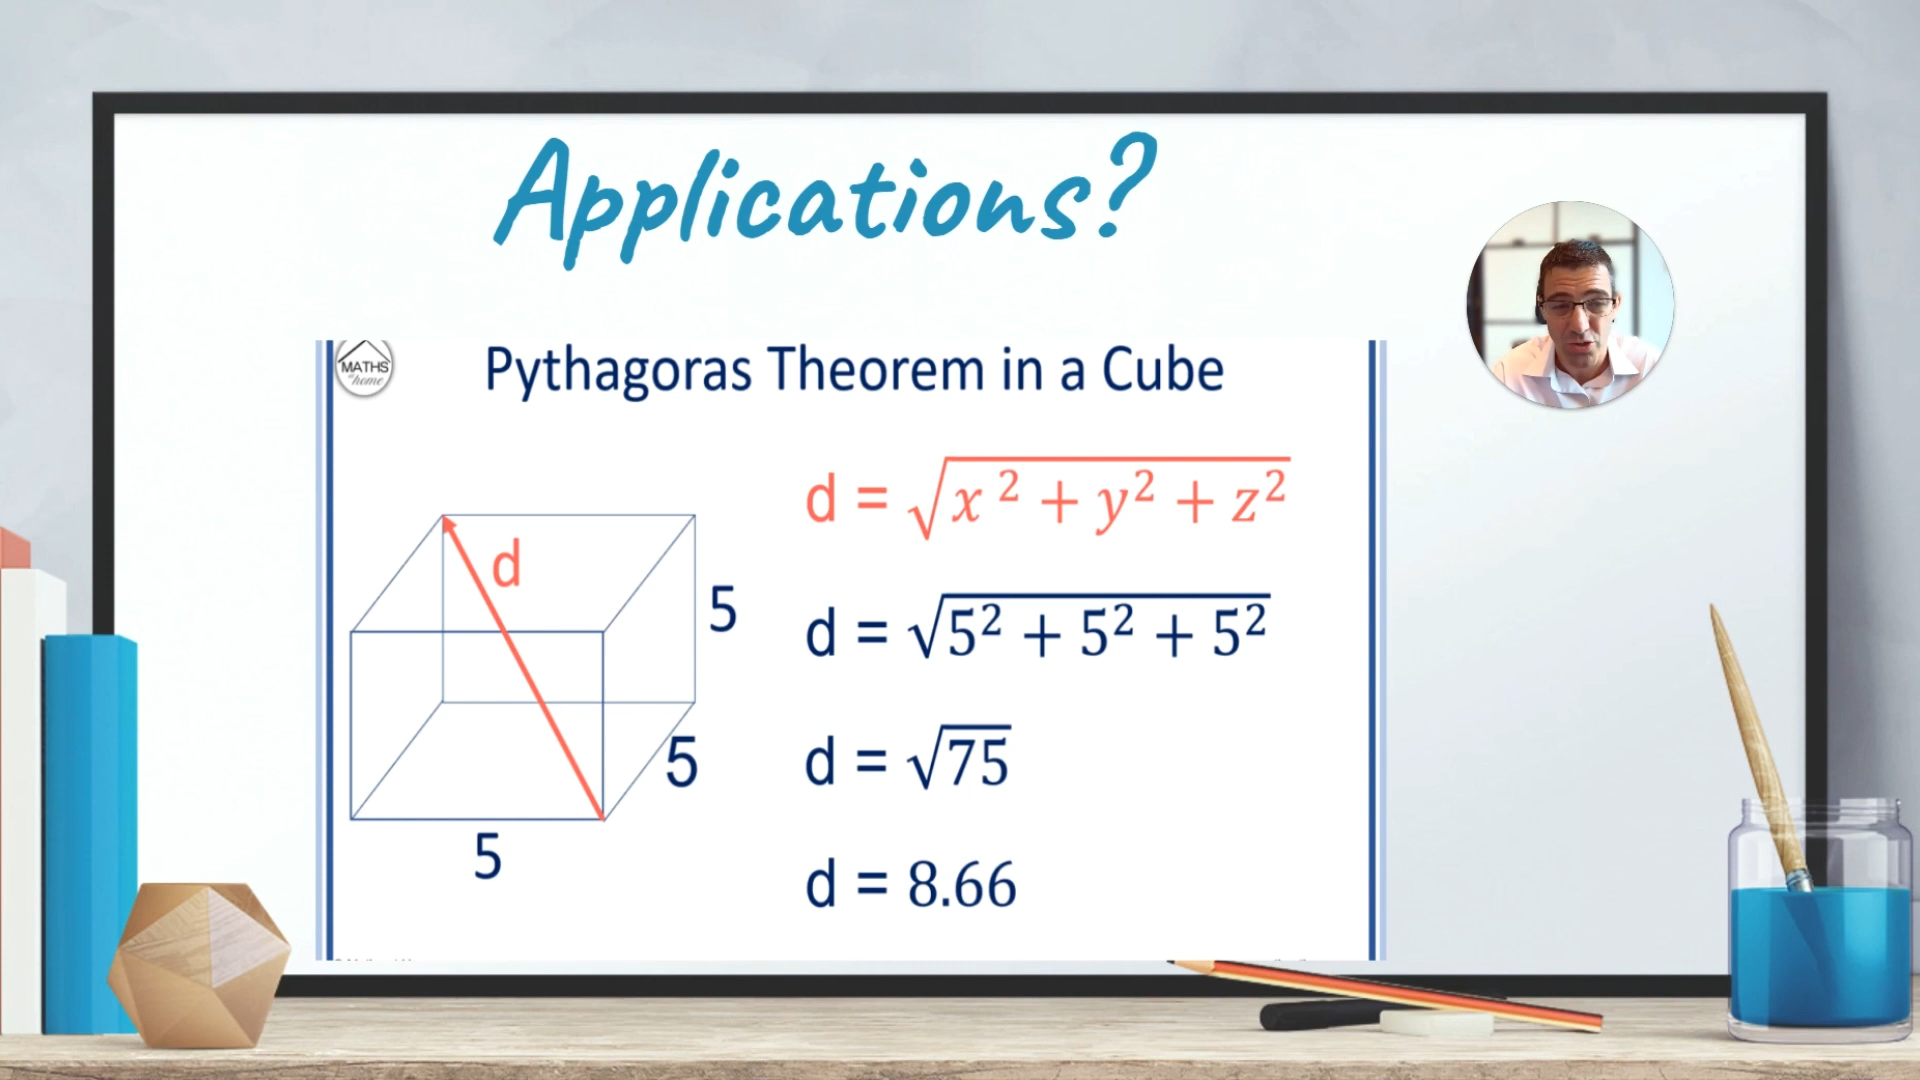 Applications?
MATHS
at home
Pythagoras Theorem in a Cube
d = √x² + y² + z²
d
5
d = √5² + 5² + 5²
5
d = √75
5
d = 8.66